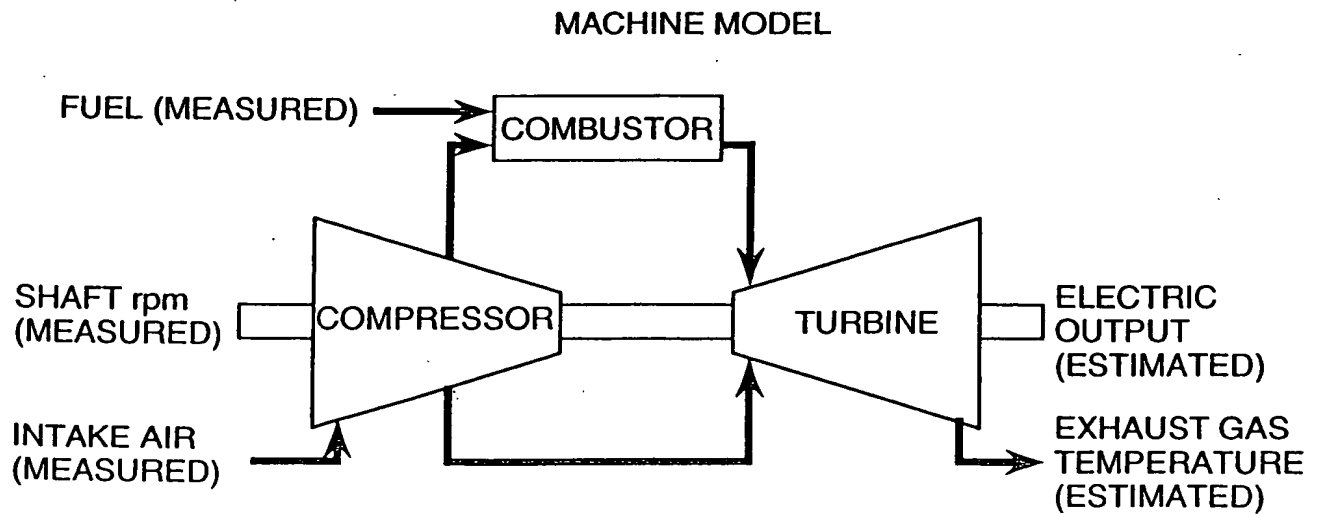 MACHINE MODEL
FUEL (MEASURED)
COMBUSTOR
SHAFT rpm
(MEASURED)
COMPRESSOR
TURBINE
ELECTRIC
OUTPUT
(ESTIMATED)
INTAKE AIR
(MEASURED)
EXHAUST GAS
TEMPERATURE
(ESTIMATED)